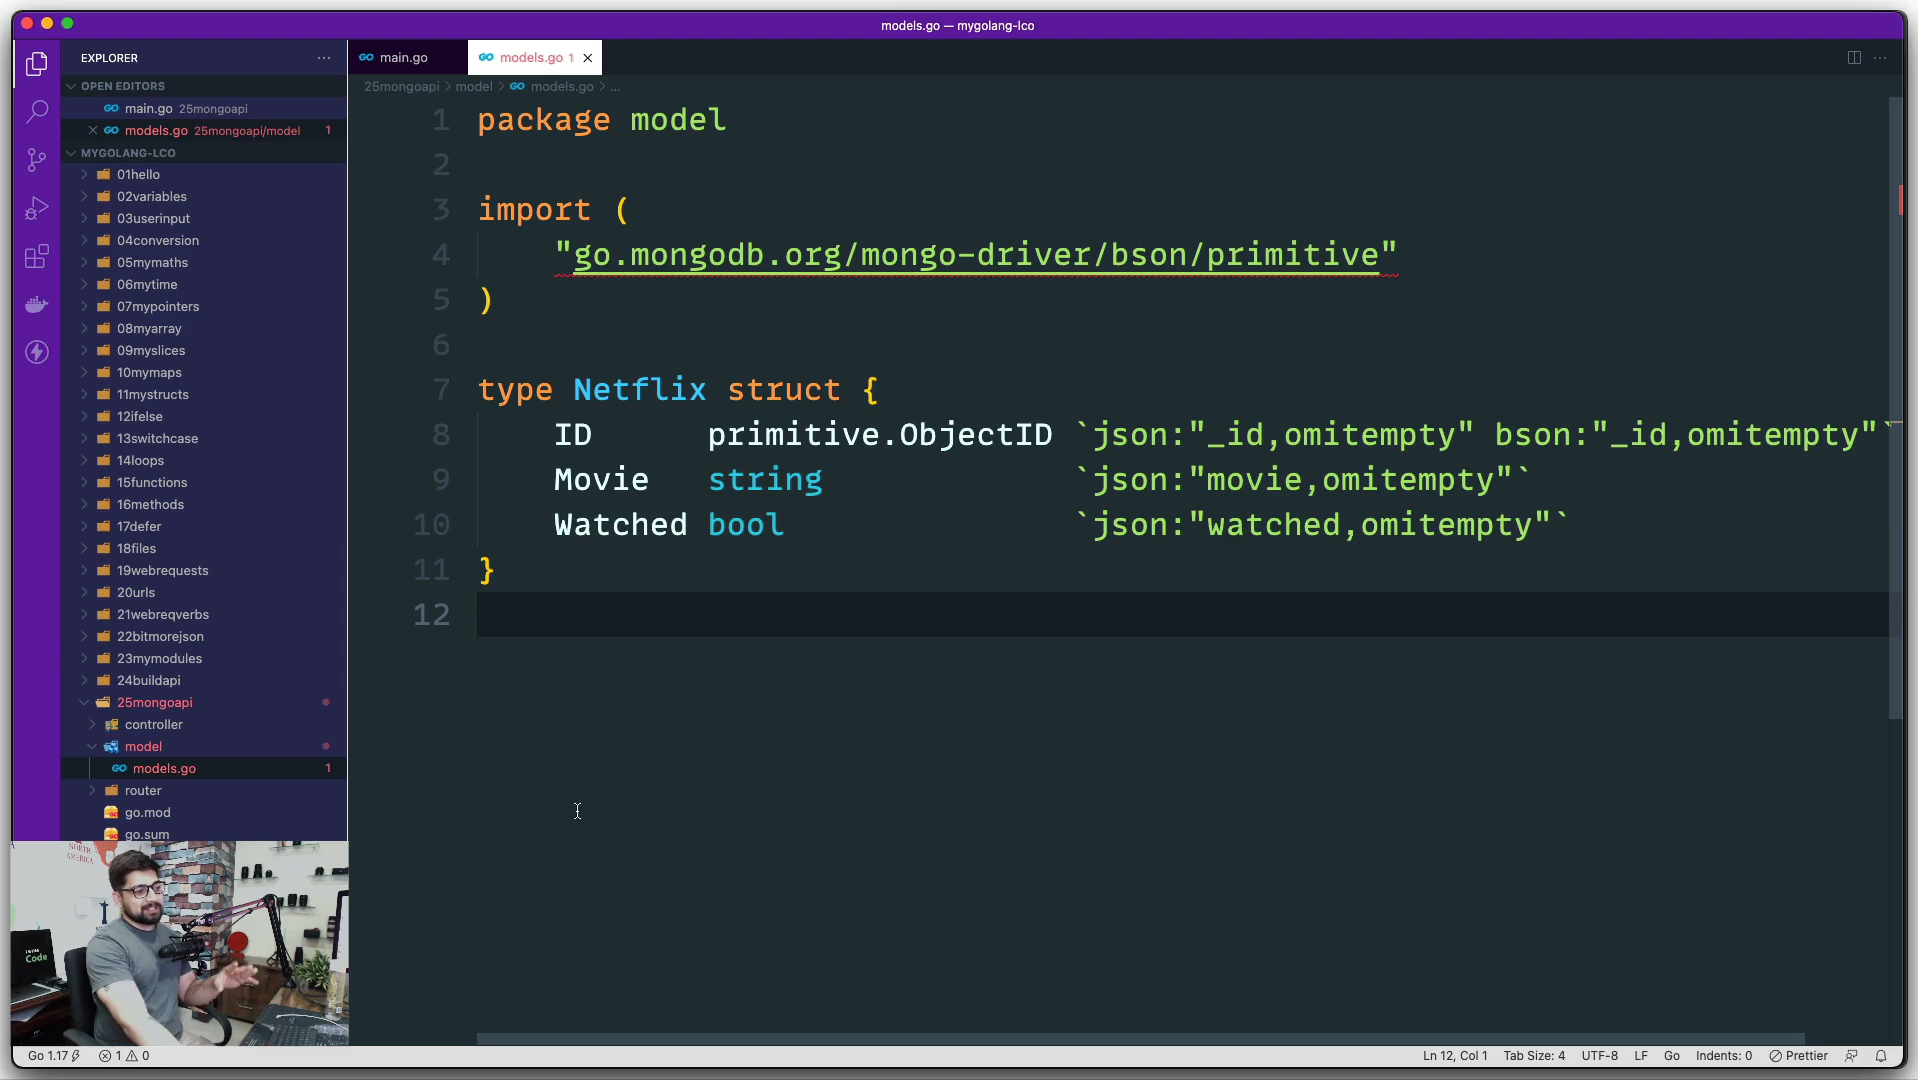 models.go — mygolang-lco
EXPLORER
OPEN EDITORS
main.go 25mongoapi
models.go 25mongoapi/model 1
MYGOLANG-LCO
01hello
02variables
03userinput
04conversion
05mymaths
06mytime
07mypointers
08myarray
09myslices
10mymaps
11mystructs
12ifelse
13switchcase
14loops
15functions
16methods
17defer
18files
19webrequests
20urls
21webreqverbs
22bitmorejson
23mymodules
24buildapi
25mongoapi
controller
model
models.go 1
router
go.mod
go.sum
main.go
models.go 1
25mongoapi > model > models.go > ...
1 package model
2
3 import (
4 "go.mongodb.org/mongo-driver/bson/primitive"
5 )
6
7 type Netflix struct {
8 ID primitive.ObjectID `json:"_id,omitempty" bson:"_id,omitempty"`
9 Movie string `json:"movie,omitempty"`
10 Watched bool `json:"watched,omitempty"`
11 }
12
NORTH
AMERICA
Code
Go 1.17 1 0
Ln 12, Col 1 Tab Size: 4 UTF-8 LF Go Indents: 0 Prettier